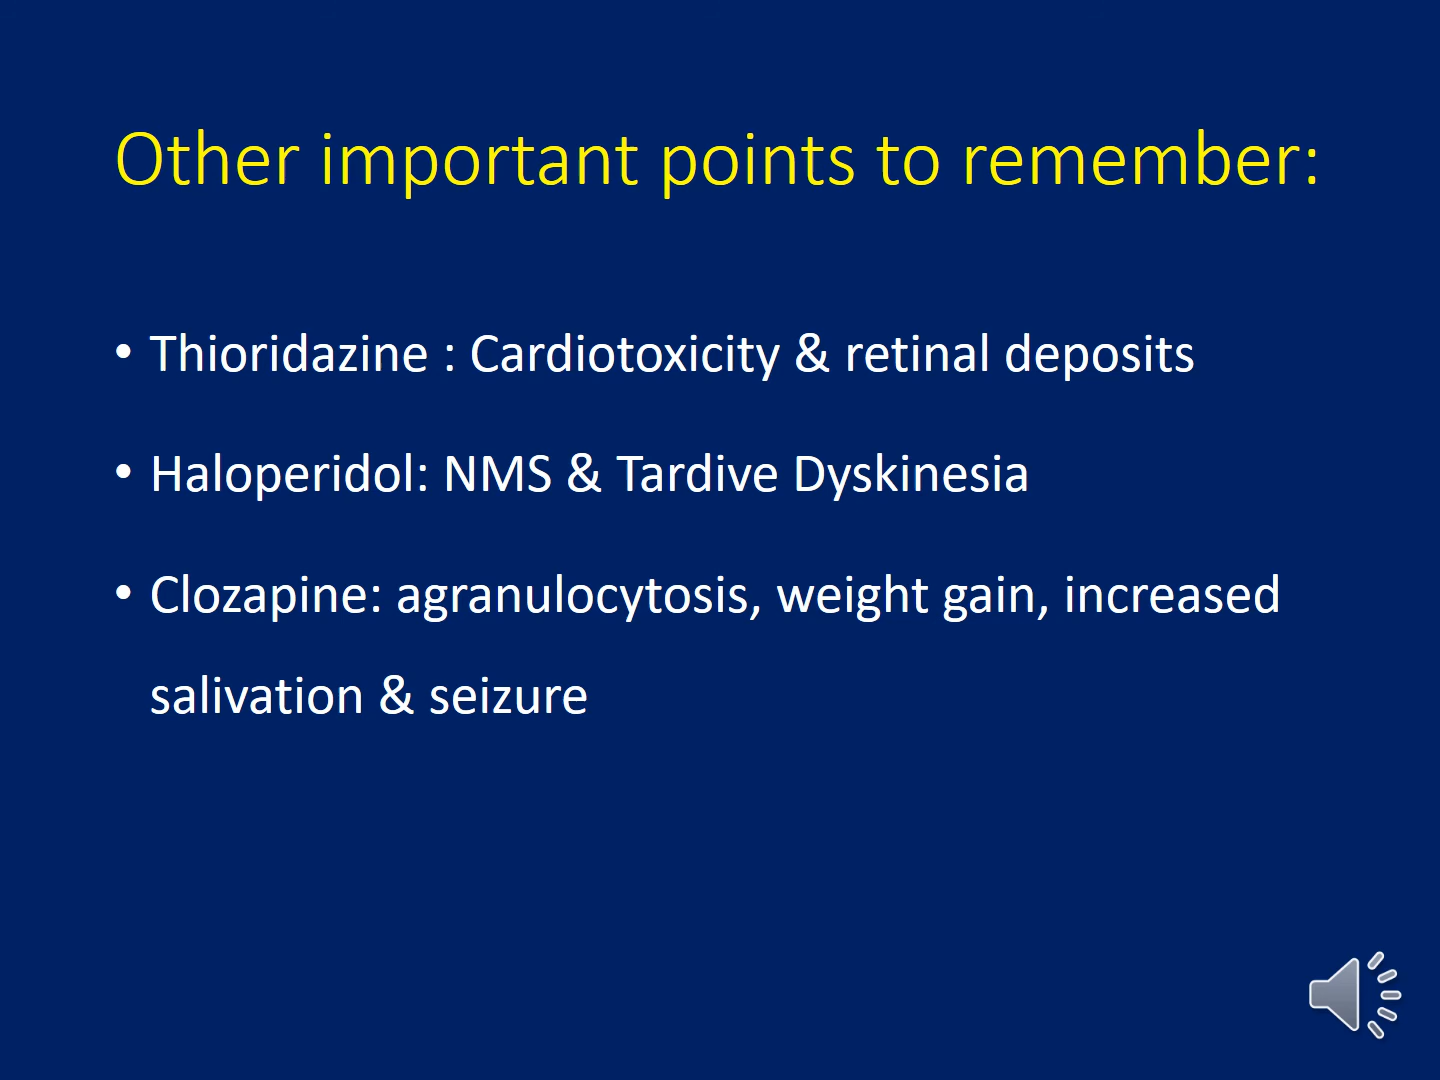 Other important points to remember:
• Thioridazine : Cardiotoxicity & retinal deposits
• Haloperidol: NMS & Tardive Dyskinesia
• Clozapine: agranulocytosis, weight gain, increased
salivation & seizure